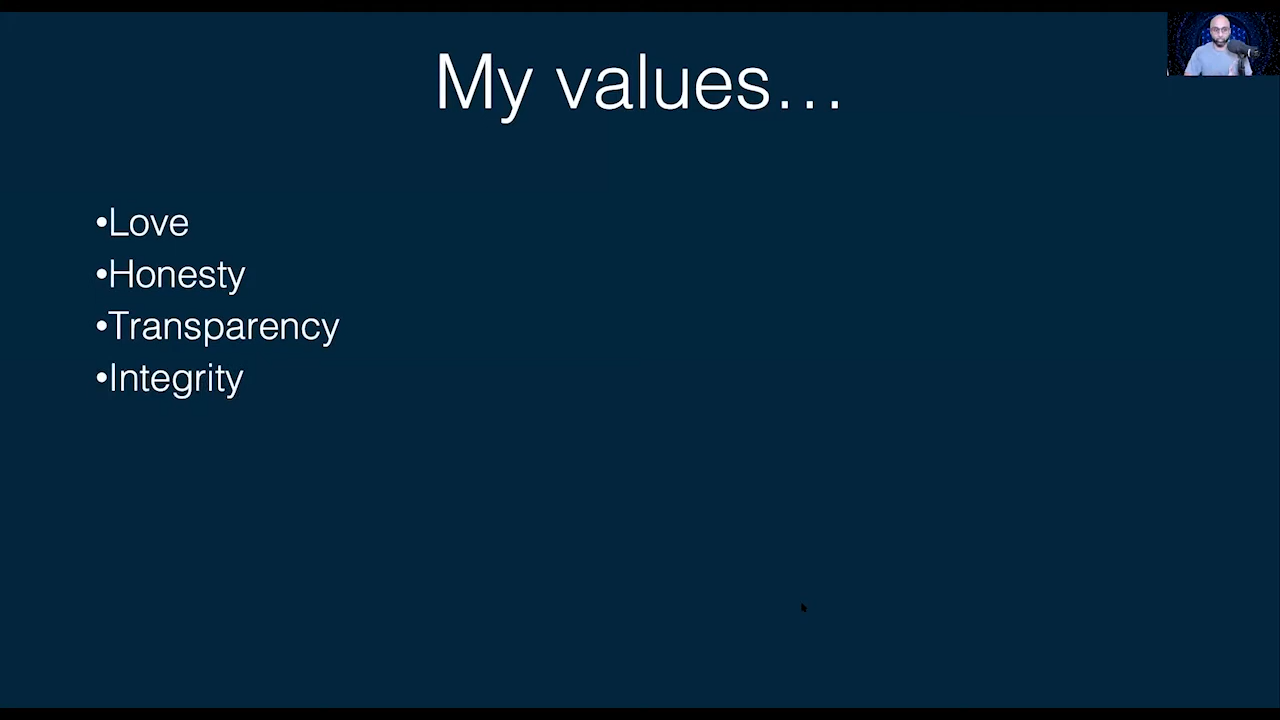 My values…
•Love
•Honesty
•Transparency
•Integrity